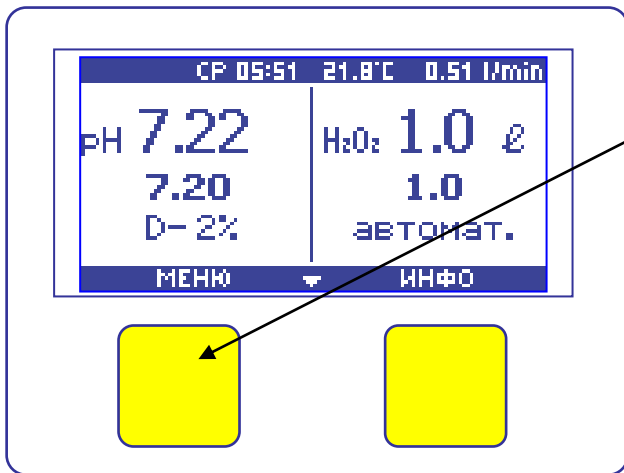 СР 05:51 21.8°C 0.51 l/min
pH 7.22 H₂O₂ 1.0 ℓ
7.20 1.0
D- 2% автомат.
МЕНЮ ИНФО